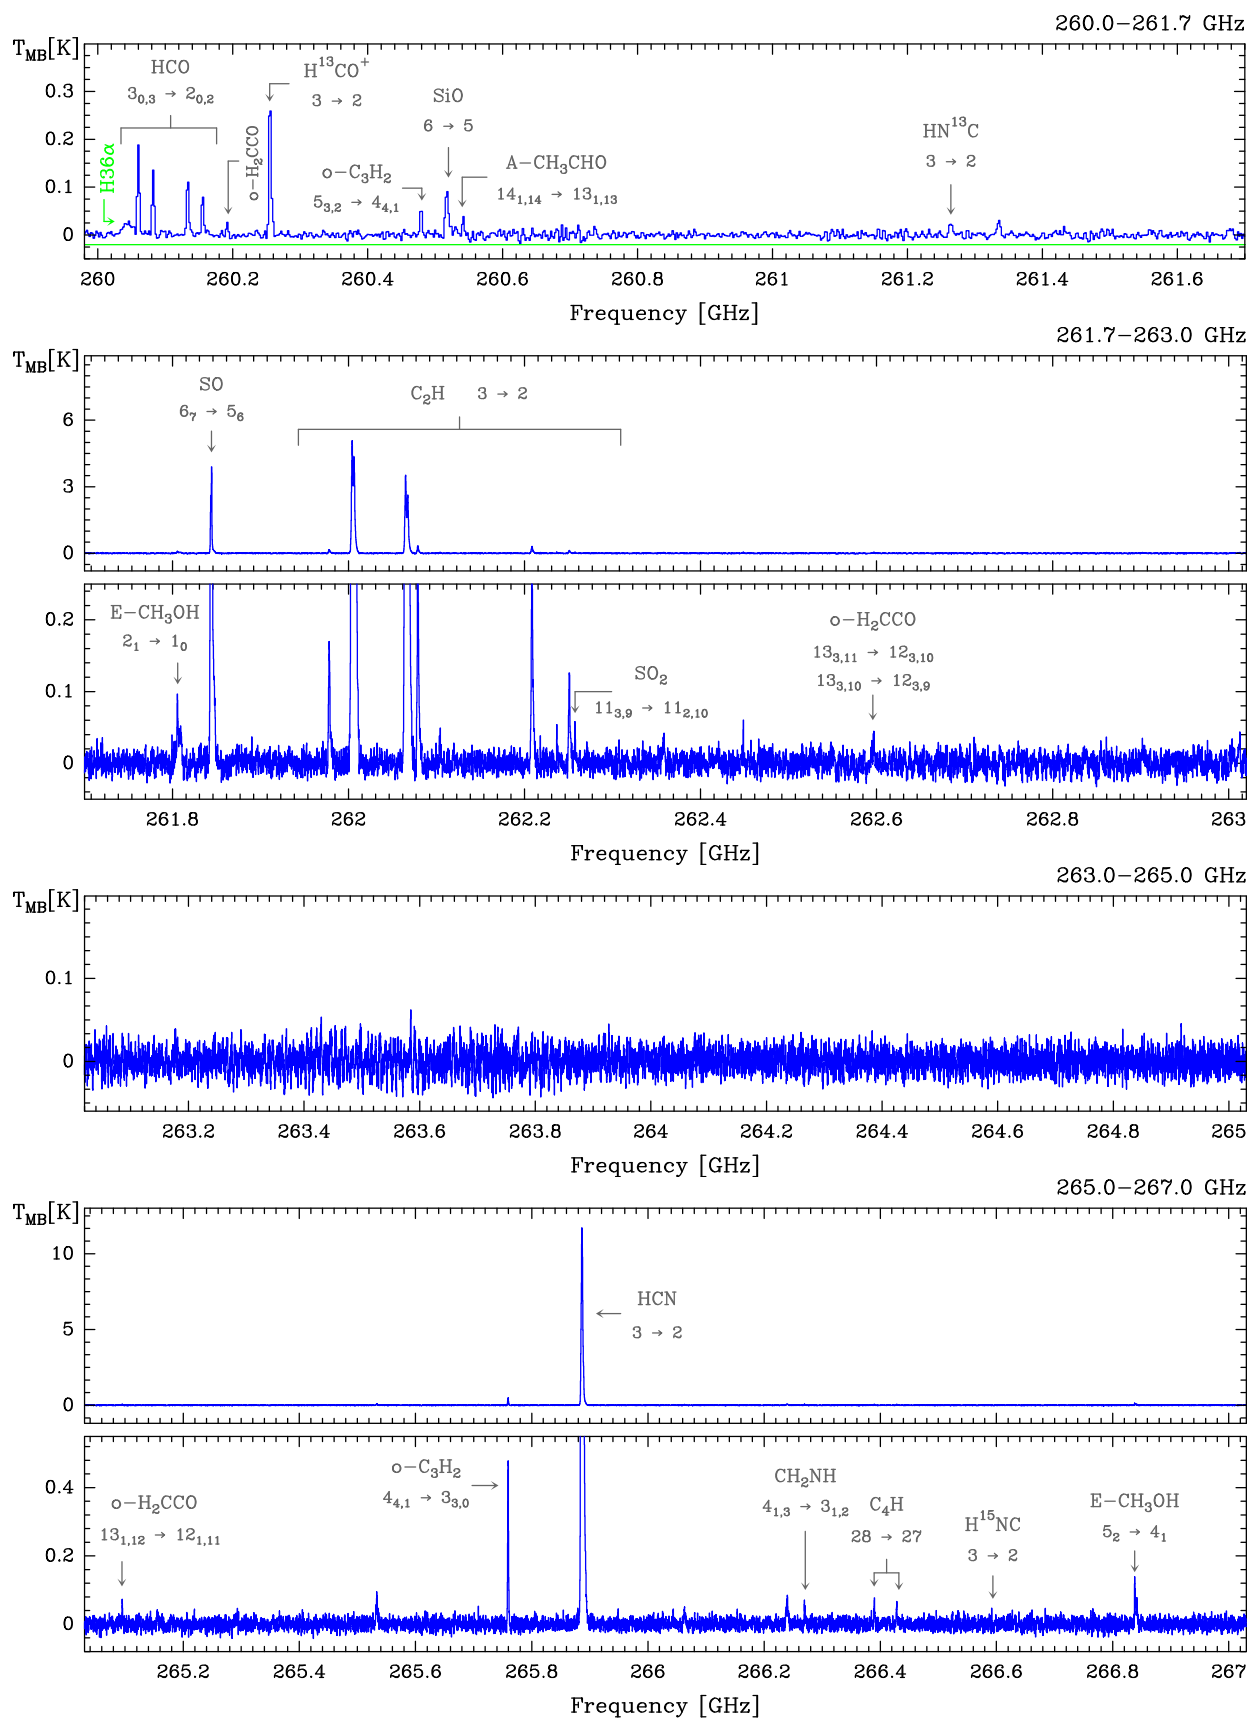 260.0−261.7 GHz
T_MB[K]
HCO
3_0,3 → 2_0,2
H^13CO^+
3 → 2
SiO
6 → 5
HN^13C
3 → 2
H36α
o−H_2CCO
o−C_3H_2
5_3,2 → 4_4,1
A−CH_3CHO
14_1,14 → 13_1,13
0.3
0.2
0.1
0
260 260.2 260.4 260.6 260.8 261 261.2 261.4 261.6
Frequency [GHz]
261.7−263.0 GHz
T_MB[K]
SO
6_7 → 5_6
C_2H 3 → 2
6
3
0
E−CH_3OH
2_1 → 1_0
SO_2
11_3,9 → 11_2,10
o−H_2CCO
13_3,11 → 12_3,10
13_3,10 → 12_3,9
0.2
0.1
0
261.8 262 262.2 262.4 262.6 262.8 263
Frequency [GHz]
263.0−265.0 GHz
T_MB[K]
0.1
0
263.2 263.4 263.6 263.8 264 264.2 264.4 264.6 264.8 265
Frequency [GHz]
265.0−267.0 GHz
T_MB[K]
10
5
0
HCN
3 → 2
o−H_2CCO
13_1,12 → 12_1,11
o−C_3H_2
4_4,1 → 3_3,0
CH_2NH
4_1,3 → 3_1,2
C_4H
28 → 27
H^15NC
3 → 2
E−CH_3OH
5_2 → 4_1
0.4
0.2
0
265.2 265.4 265.6 265.8 266 266.2 266.4 266.6 266.8 267
Frequency [GHz]